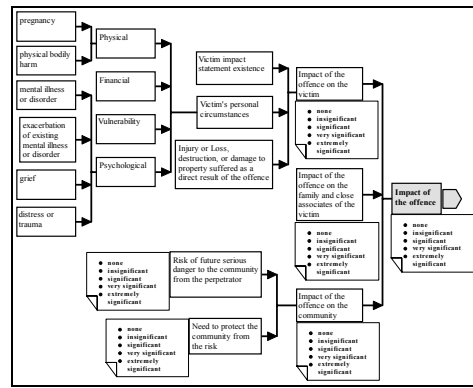 pregnancy
physical bodily
harm
mental illness
or disorder
exacerbation
of existing
mental illness
or disorder
grief
distress or
trauma
Physical
Financial
Vulnerability
Psychological
Victim impact
statement existence
Victim's personal
circumstances
Injury or Loss,
destruction, or damage to
property suffered as a
direct result of the offence
Impact of the
offence on the
victim
none
insignificant
significant
very significant
extremely
significant
Impact of the
offence on the
family and close
associates of the
victim
none
insignificant
significant
very significant
extremely
significant
Impact of
the offence
none
insignificant
significant
very significant
extremely
significant
none
insignificant
significant
very significant
extremely
significant
Risk of future serious
danger to the community
from the perpetrator
Impact of the
offence on the
community
none
insignificant
significant
very significant
extremely
significant
Need to protect the
community from
the risk
none
insignificant
significant
very significant
extremely
significant